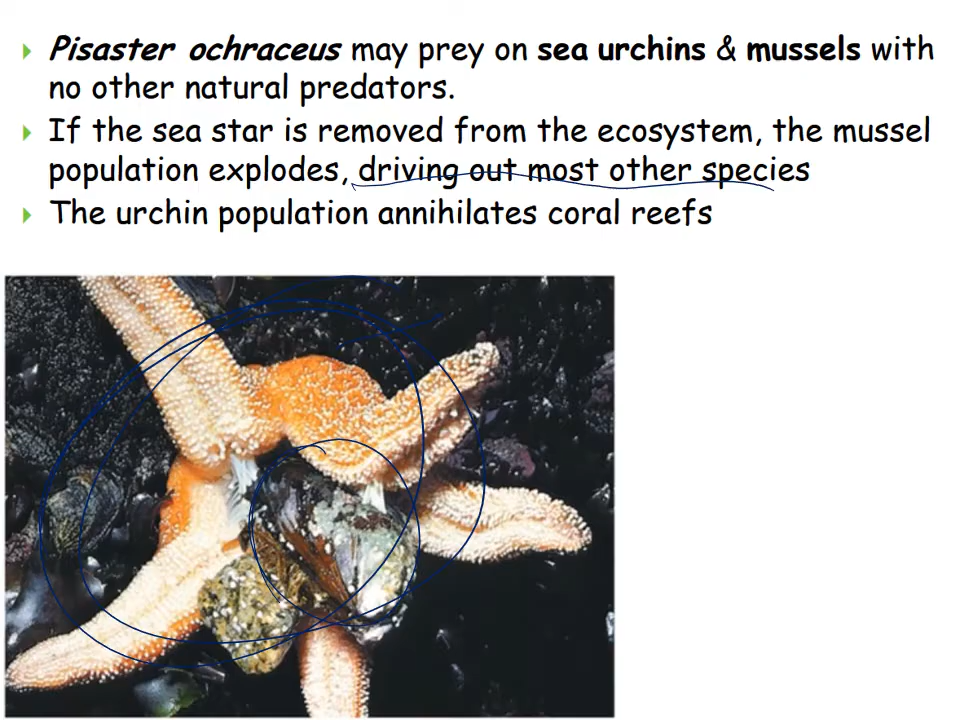 Pisaster ochraceus may prey on sea urchins & mussels with
no other natural predators.
If the sea star is removed from the ecosystem, the mussel
population explodes, driving out most other species
The urchin population annihilates coral reefs